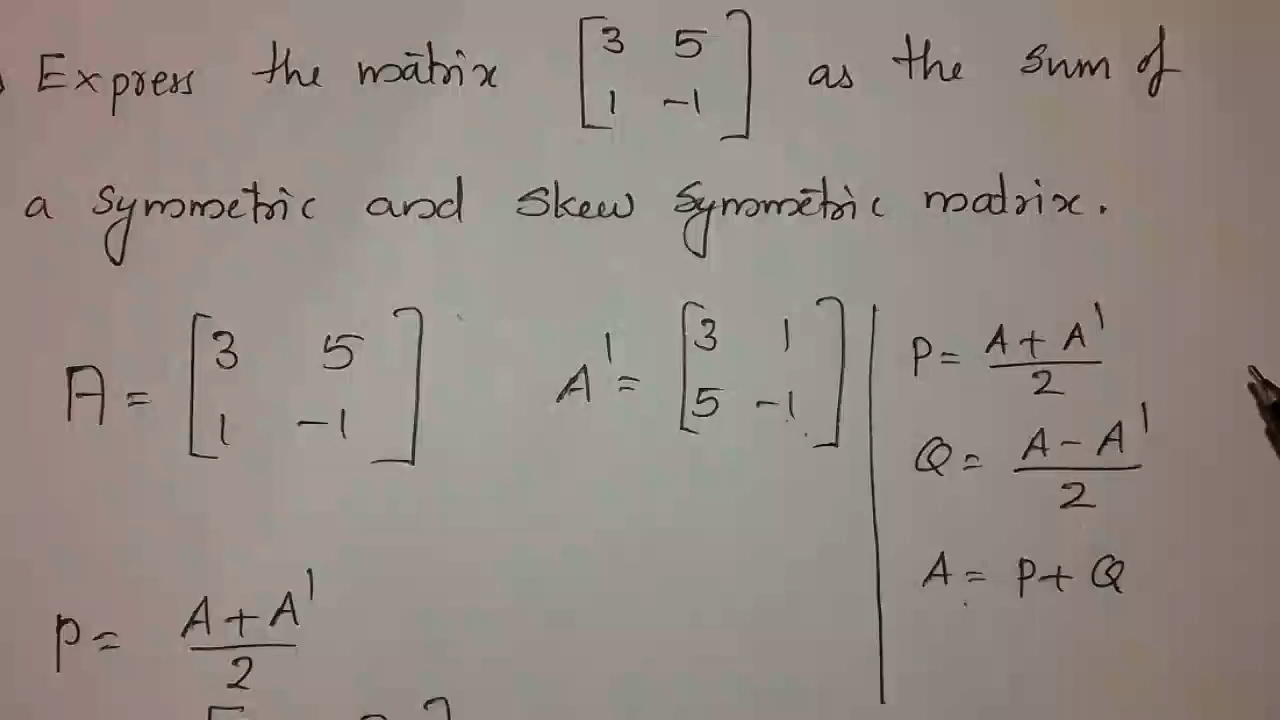 Express the matrix [3 5 as the sum of
1 -1]
a symmetric and skew symmetric matrix.
A = [3 5
1 -1]
A' = [3 1
5 -1]
P = A + A'
2
Q = A - A'
2
A = P + Q
P = A + A'
2